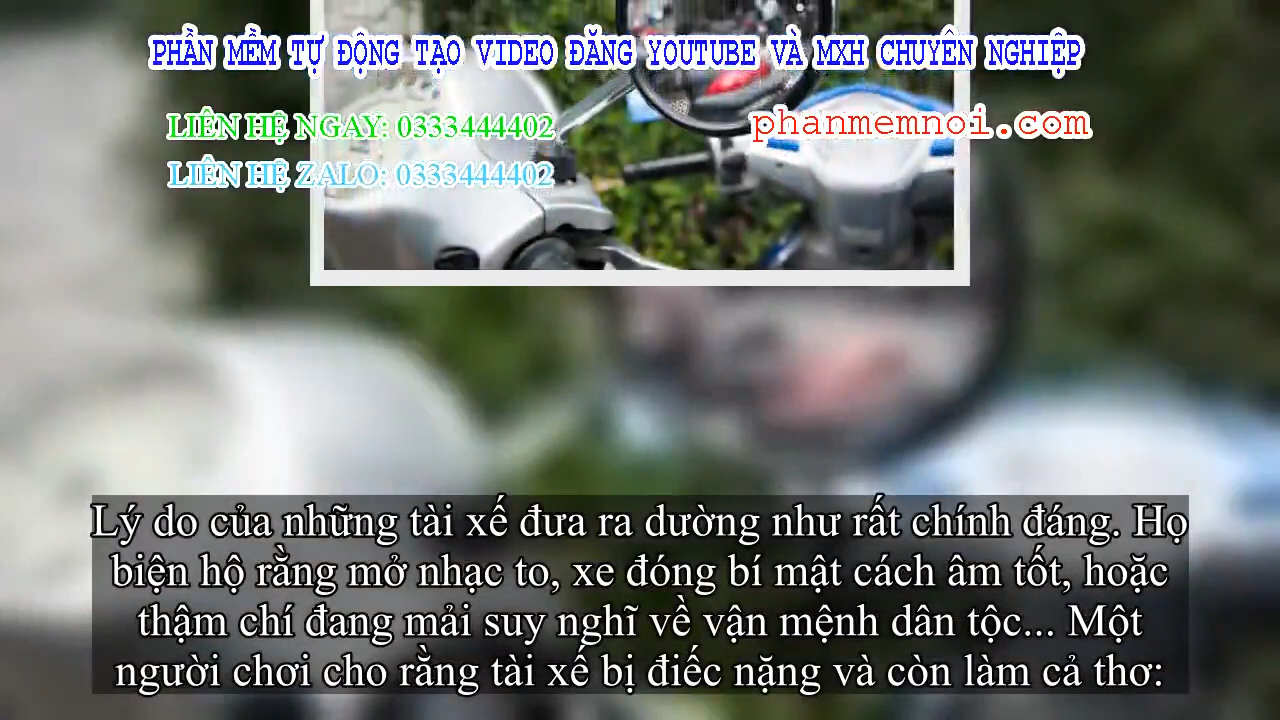 PHẦN MỀM TỰ ĐỘNG TẠO VIDEO ĐĂNG YOUTUBE VÀ MXH CHUYÊN NGHIỆP
LIÊN HỆ NGAY: 0333444402
phanmemnoi.com
LIÊN HỆ ZALO: 0333444402
Lý do của những tài xế đưa ra dường như rất chính đáng. Họ
biện hộ rằng mở nhạc to, xe đóng bí mật cách âm tốt, hoặc
thậm chí đang mải suy nghĩ về vận mệnh dân tộc... Một
người chơi cho rằng tài xế bị điếc nặng và còn làm cả thơ: